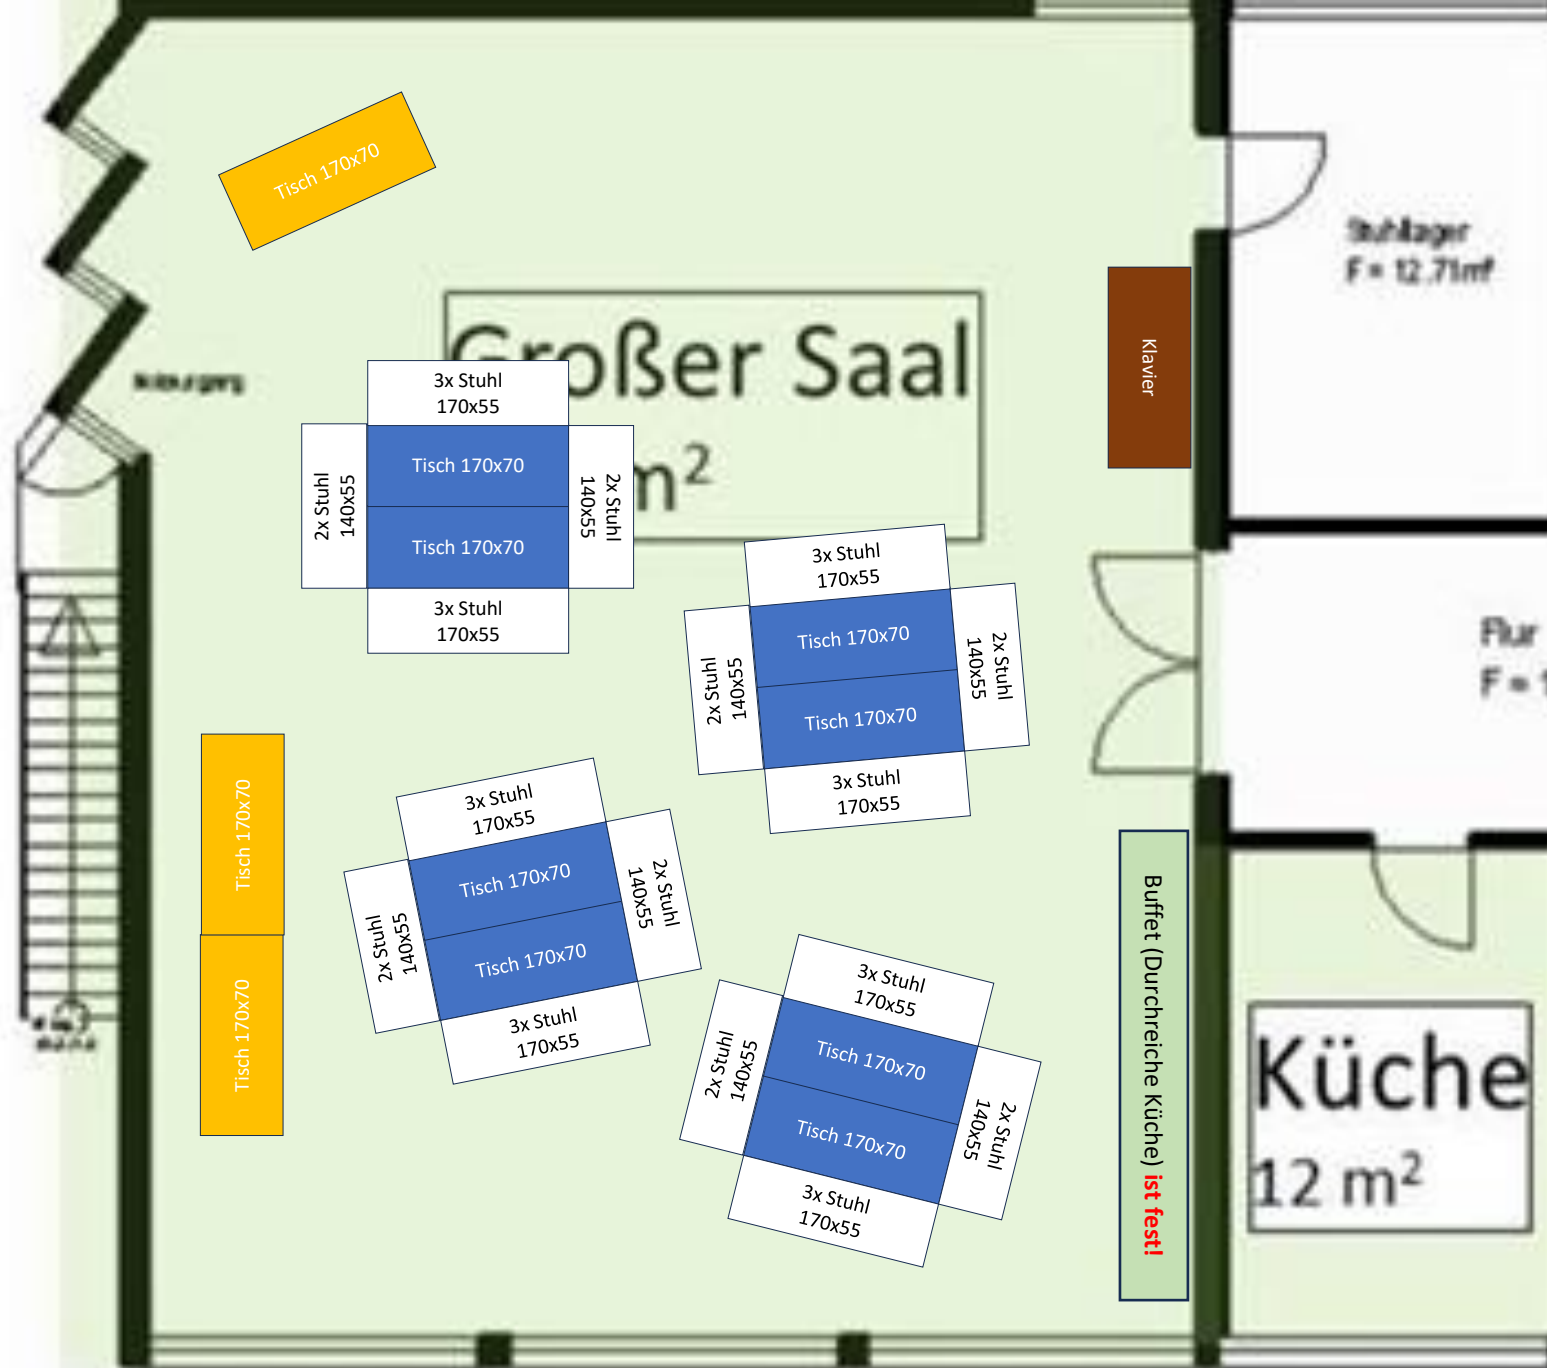 Tisch 170x70
Stuhllager
F = 12.71m²
Großer Saal
m²
Klavier
3x Stuhl
170x55
2x Stuhl
140x55
Tisch 170x70
Tisch 170x70
2x Stuhl
140x55
3x Stuhl
170x55
3x Stuhl
170x55
2x Stuhl
140x55
Tisch 170x70
Tisch 170x70
2x Stuhl
140x55
3x Stuhl
170x55
Flur
F = 1
Tisch 170x70
Tisch 170x70
3x Stuhl
170x55
2x Stuhl
140x55
Tisch 170x70
Tisch 170x70
2x Stuhl
140x55
3x Stuhl
170x55
3x Stuhl
170x55
2x Stuhl
140x55
Tisch 170x70
Tisch 170x70
2x Stuhl
140x55
3x Stuhl
170x55
Buffet (Durchreiche Küche) ist fest!
Küche
12 m²